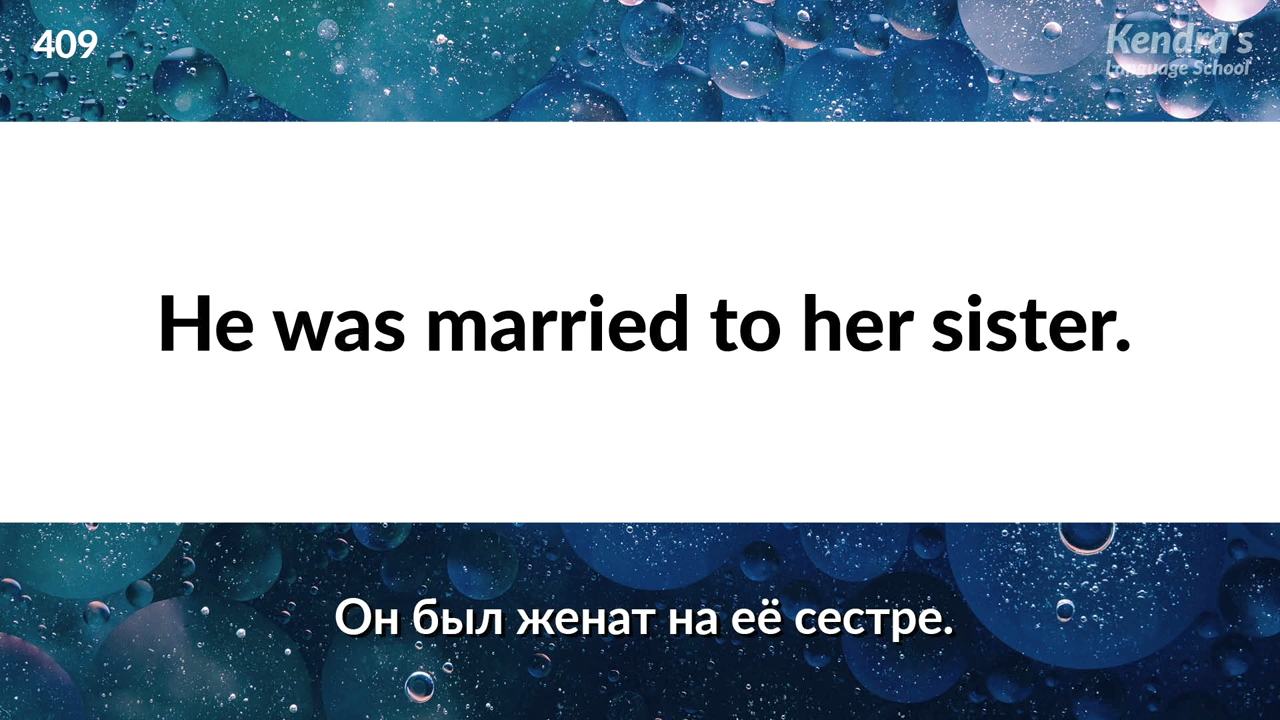 409
Kendra's
Language School
He was married to her sister.
Он был женат на её сестре.